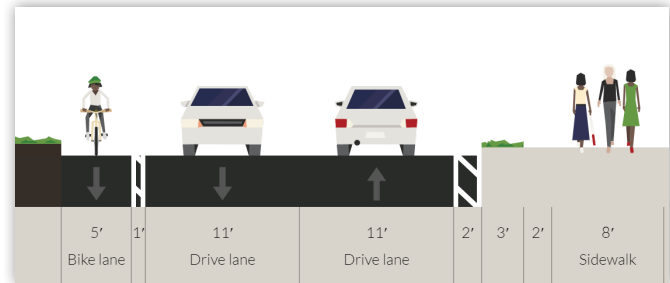 5′ 1′ 11′ 11′ 2′ 3′ 2′ 8′
Bike lane Drive lane Drive lane Sidewalk